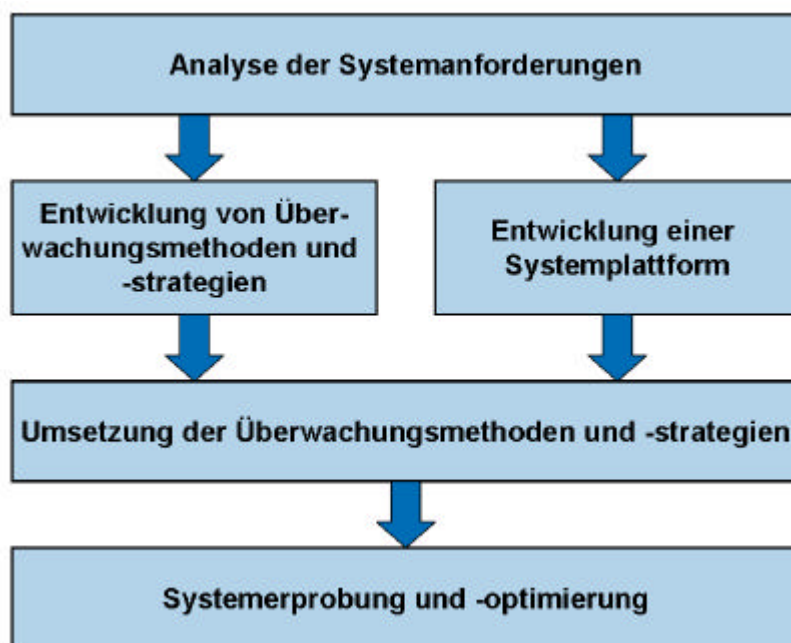 Analyse der Systemanforderungen
Entwicklung von Über-
wachungsmethoden und
-strategien
Entwicklung einer
Systemplattform
Umsetzung der Überwachungsmethoden und -strategien
Systemerprobung und -optimierung